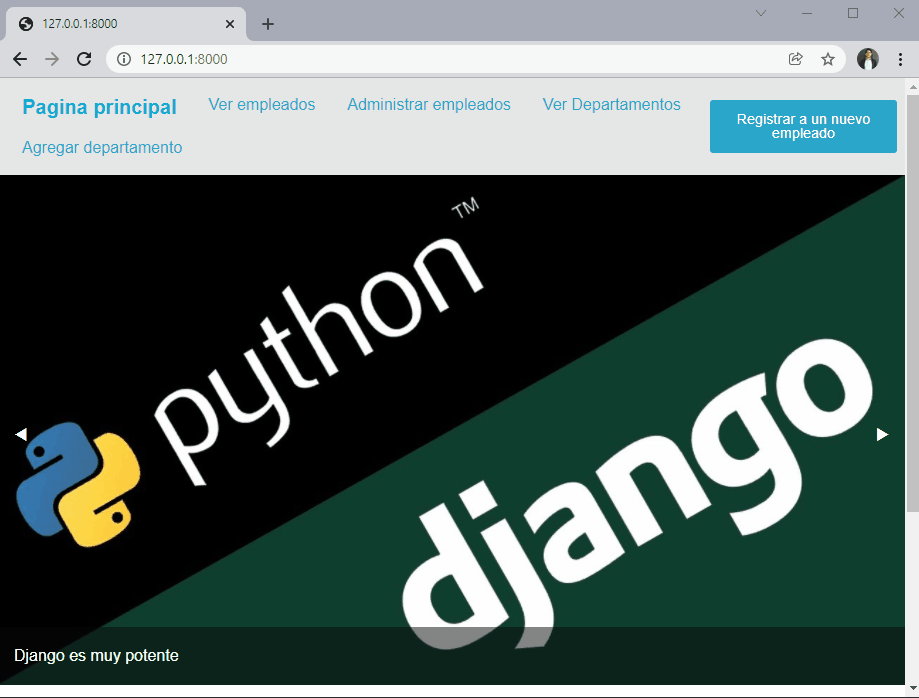 127.0.0.1:8000
127.0.0.1:8000
Pagina principal Ver empleados Administrar empleados Ver Departamentos
Registrar a un nuevo
empleado
Agregar departamento
python™
django
Django es muy potente